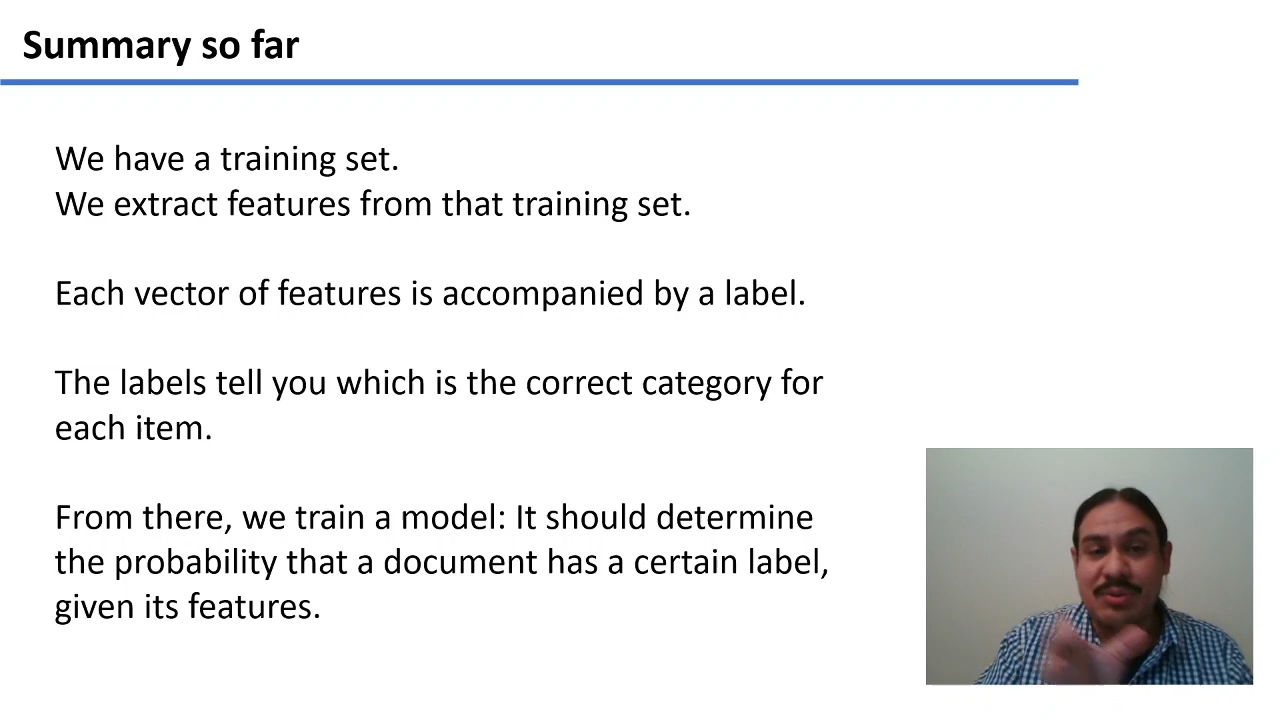 Summary so far
We have a training set.
We extract features from that training set.
Each vector of features is accompanied by a label.
The labels tell you which is the correct category for
each item.
From there, we train a model: It should determine
the probability that a document has a certain label,
given its features.